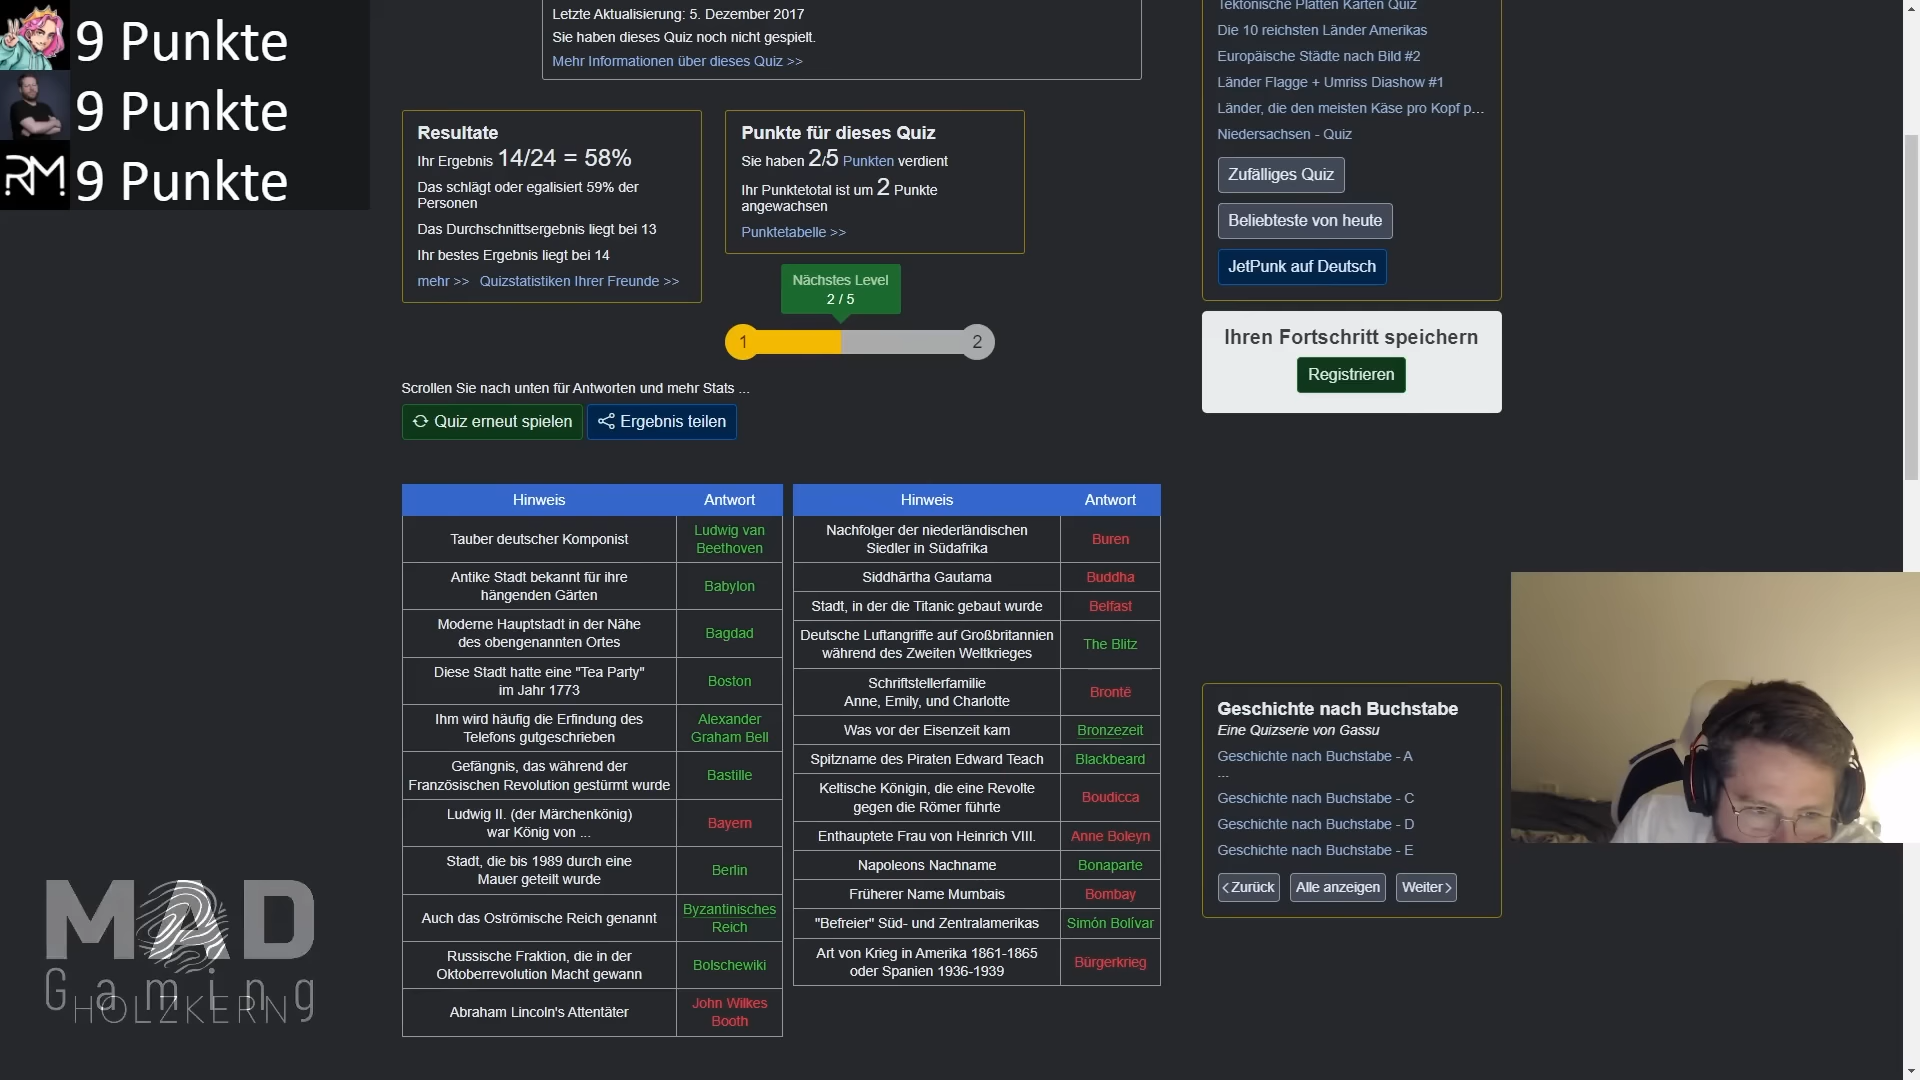 9 Punkte
9 Punkte
RM
9 Punkte
Letzte Aktualisierung: 5. Dezember 2017
Sie haben dieses Quiz noch nicht gespielt.
Mehr Informationen über dieses Quiz >>
Resultate
Ihr Ergebnis 14/24 = 58%
Das schlägt oder egalisiert 59% der
Personen
Das Durchschnittsergebnis liegt bei 13
Ihr bestes Ergebnis liegt bei 14
mehr >> Quizstatistiken Ihrer Freunde >>
Punkte für dieses Quiz
Sie haben 2/5 Punkten verdient
Ihr Punktetotal ist um 2 Punkte
angewachsen
Punktetabelle >>
Nächstes Level
2 / 5
1
2
Scrollen Sie nach unten für Antworten und mehr Stats ...
Quiz erneut spielen
Ergebnis teilen
Hinweis Antwort
Tauber deutscher Komponist
Ludwig van
Beethoven
Antike Stadt bekannt für ihre
hängenden Gärten
Babylon
Moderne Hauptstadt in der Nähe
des obengenannten Ortes
Bagdad
Diese Stadt hatte eine "Tea Party"
im Jahr 1773
Boston
Ihm wird häufig die Erfindung des
Telefons gutgeschrieben
Alexander
Graham Bell
Gefängnis, das während der
Französischen Revolution gestürmt wurde
Bastille
Ludwig II. (der Märchenkönig)
war König von ...
Bayern
Stadt, die bis 1989 durch eine
Mauer geteilt wurde
Berlin
Auch das Oströmische Reich genannt
Byzantinisches
Reich
Russische Fraktion, die in der
Oktoberrevolution Macht gewann
Bolschewiki
Abraham Lincoln's Attentäter
John Wilkes
Booth
Hinweis Antwort
Nachfolger der niederländischen
Siedler in Südafrika
Buren
Siddhārtha Gautama
Buddha
Stadt, in der die Titanic gebaut wurde
Belfast
Deutsche Luftangriffe auf Großbritannien
während des Zweiten Weltkrieges
The Blitz
Schriftstellerfamilie
Anne, Emily, und Charlotte
Brontë
Was vor der Eisenzeit kam
Bronzezeit
Spitzname des Piraten Edward Teach
Blackbeard
Keltische Königin, die eine Revolte
gegen die Römer führte
Boudicca
Enthauptete Frau von Heinrich VIII.
Anne Boleyn
Napoleons Nachname
Bonaparte
Früherer Name Mumbais
Bombay
"Befreier" Süd- und Zentralamerikas
Simón Bolívar
Art von Krieg in Amerika 1861-1865
oder Spanien 1936-1939
Bürgerkrieg
Tektonische Platten Karten Quiz
Die 10 reichsten Länder Amerikas
Europäische Städte nach Bild #2
Länder Flagge + Umriss Diashow #1
Länder, die den meisten Käse pro Kopf p...
Niedersachsen - Quiz
Zufälliges Quiz
Beliebteste von heute
JetPunk auf Deutsch
Ihren Fortschritt speichern
Registrieren
Geschichte nach Buchstabe
Eine Quizserie von Gassu
Geschichte nach Buchstabe - A
...
Geschichte nach Buchstabe - C
Geschichte nach Buchstabe - D
Geschichte nach Buchstabe - E
Zurück
Alle anzeigen
Weiter
MAD
Gaming
HOLZKERN